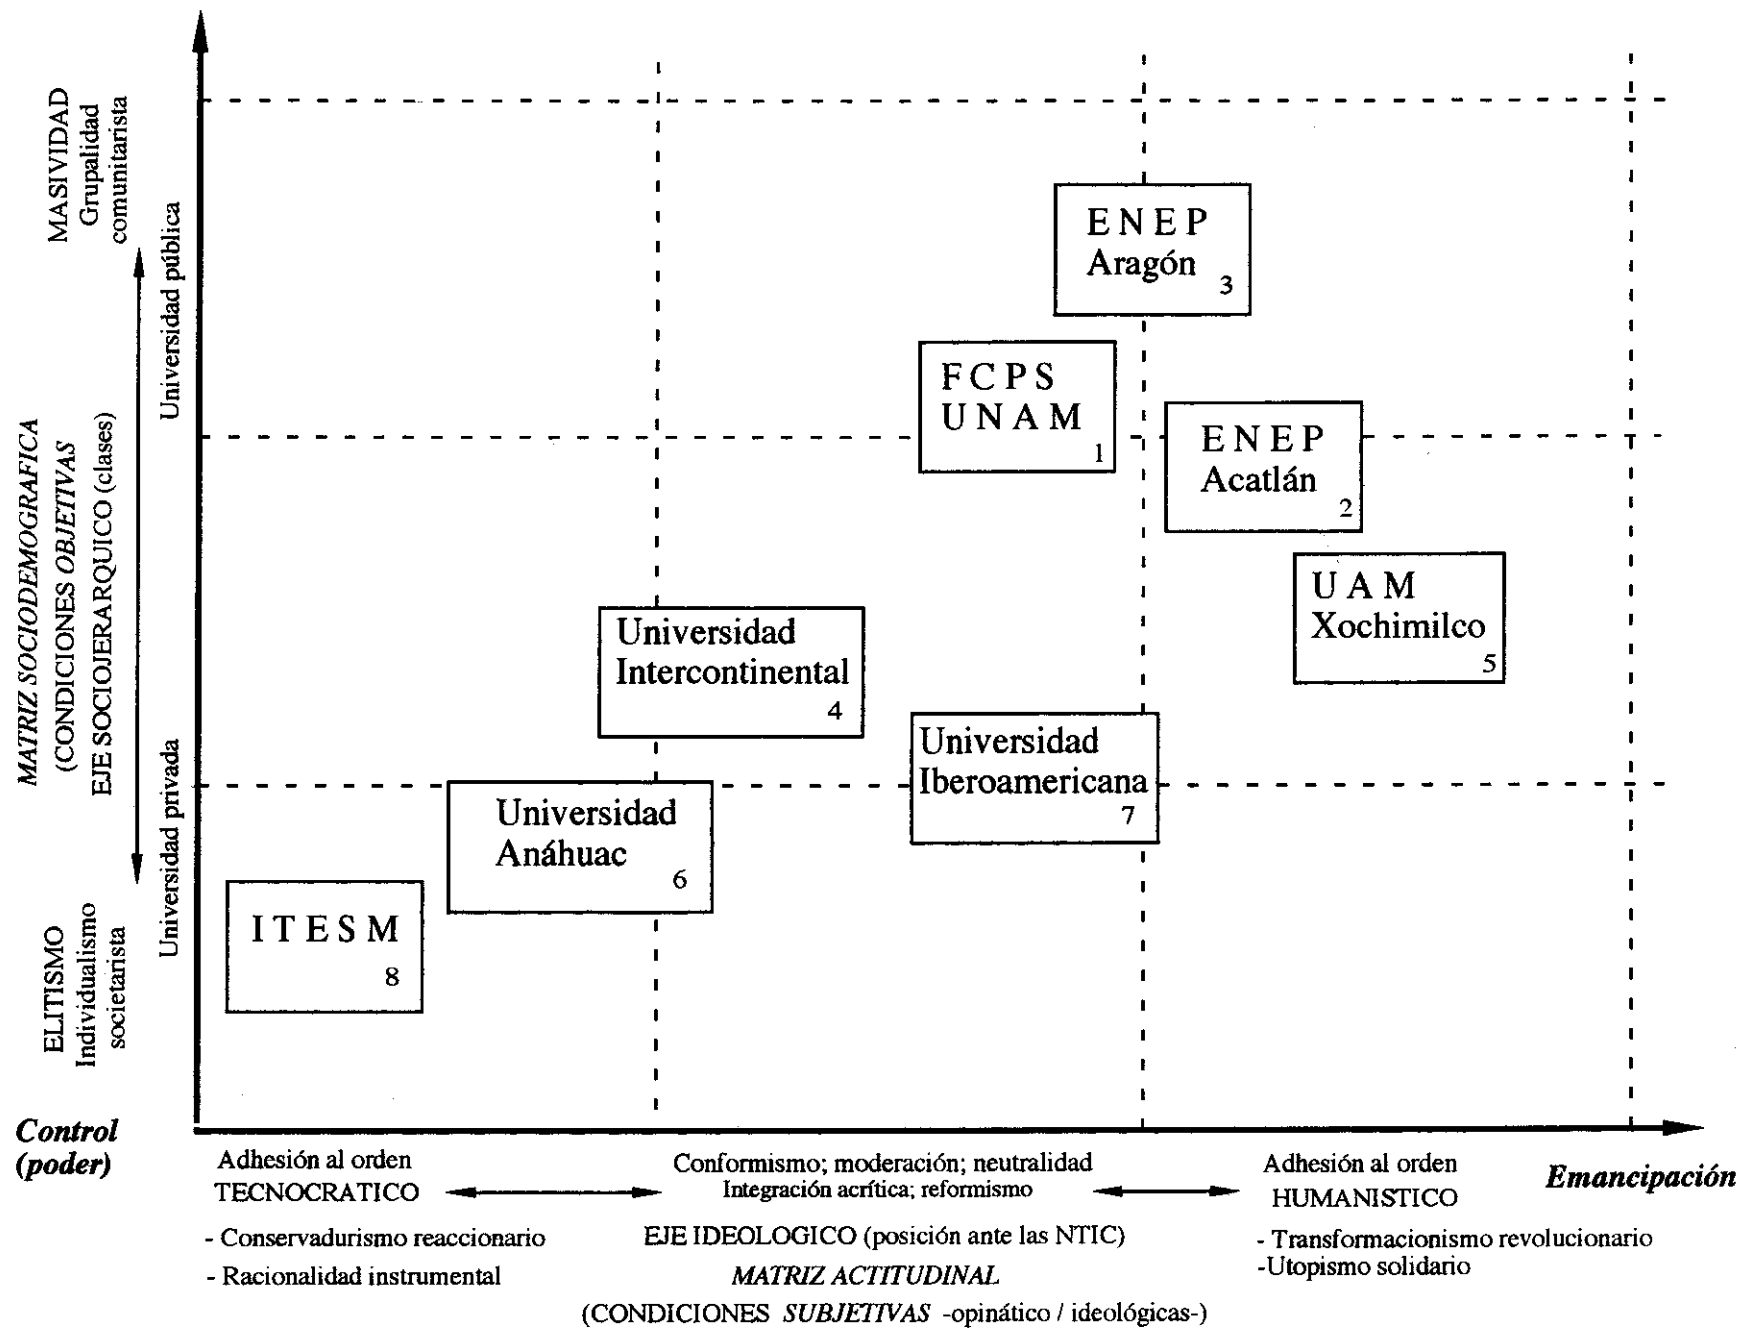 MASIVIDAD
Grupalidad
comunitarista
Universidad pública
MATRIZ SOCIODEMOGRAFICA
(CONDICIONES OBJETIVAS
EJE SOCIOJERARQUICO (clases)
Universidad privada
ELITISMO
Individualismo
societarista
ENEP
Aragón
3
FCPS
UNAM
1
ENEP
Acatlán
2
UAM
Xochimilco
5
Universidad
Intercontinental
4
Universidad
Iberoamericana
7
Universidad
Anáhuac
6
ITESM
8
Control
(poder)
Adhesión al orden
TECNOCRATICO
- Conservadurismo reaccionario
- Racionalidad instrumental
Conformismo; moderación; neutralidad
Integración acrítica; reformismo
EJE IDEOLOGICO (posición ante las NTIC)
MATRIZ ACTITUDINAL
(CONDICIONES SUBJETIVAS -opinático / ideológicas-)
Adhesión al orden
HUMANISTICO
- Transformacionismo revolucionario
-Utopismo solidario
Emancipación